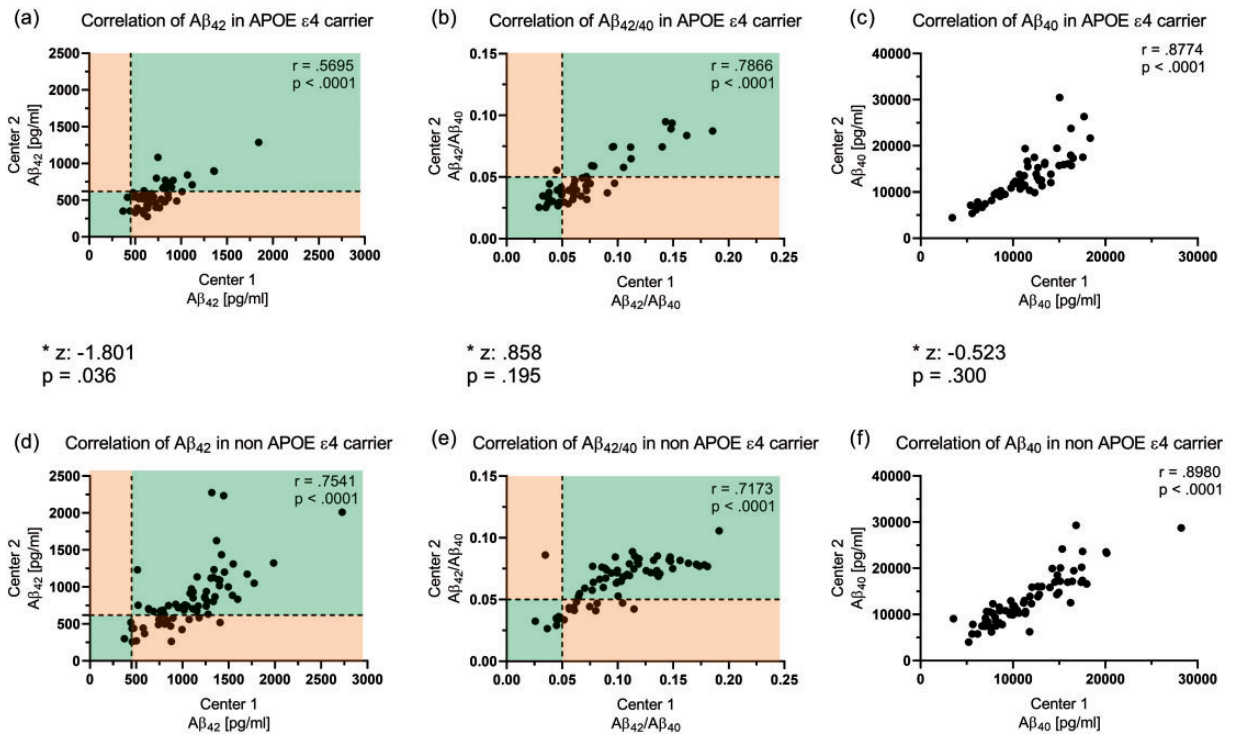 (a) Correlation of Aβ42 in APOE ε4 carrier
2500
2000
1500
1000
500
0
Center 2
Aβ42 [pg/ml]
r = .5695
p < .0001
0 500 1000 1500 2000 2500 3000
Center 1
Aβ42 [pg/ml]
(b) Correlation of Aβ42/40 in APOE ε4 carrier
0.15
0.10
0.05
0.00
Center 2
Aβ42/Aβ40
r = .7866
p < .0001
0.00 0.05 0.10 0.15 0.20 0.25
Center 1
Aβ42/Aβ40
(c) Correlation of Aβ40 in APOE ε4 carrier
40000
30000
20000
10000
0
Center 2
Aβ40 [pg/ml]
r = .8774
p < .0001
0 10000 20000 30000
Center 1
Aβ40 [pg/ml]
* z: -1.801
p = .036
* z: .858
p = .195
* z: -0.523
p = .300
(d) Correlation of Aβ42 in non APOE ε4 carrier
2500
2000
1500
1000
500
0
Center 2
Aβ42 [pg/ml]
r = .7541
p < .0001
0 500 1000 1500 2000 2500 3000
Center 1
Aβ42 [pg/ml]
(e) Correlation of Aβ42/40 in non APOE ε4 carrier
0.15
0.10
0.05
0.00
Center 2
Aβ42/Aβ40
r = .7173
p < .0001
0.00 0.05 0.10 0.15 0.20 0.25
Center 1
Aβ42/Aβ40
(f) Correlation of Aβ40 in non APOE ε4 carrier
40000
30000
20000
10000
0
Center 2
Aβ40 [pg/ml]
r = .8980
p < .0001
0 10000 20000 30000
Center 1
Aβ40 [pg/ml]